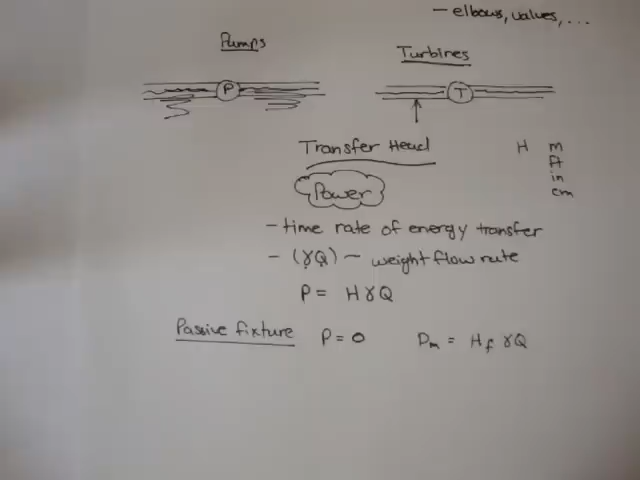 - elbows, valves, ...
Pumps
Turbines
P
T
Transfer Head H m
ft
in
cm
Power
- time rate of energy transfer
- (γQ) ~ weight flow rate
P = HγQ
Passive fixture P = 0 Pm = Hf γQ